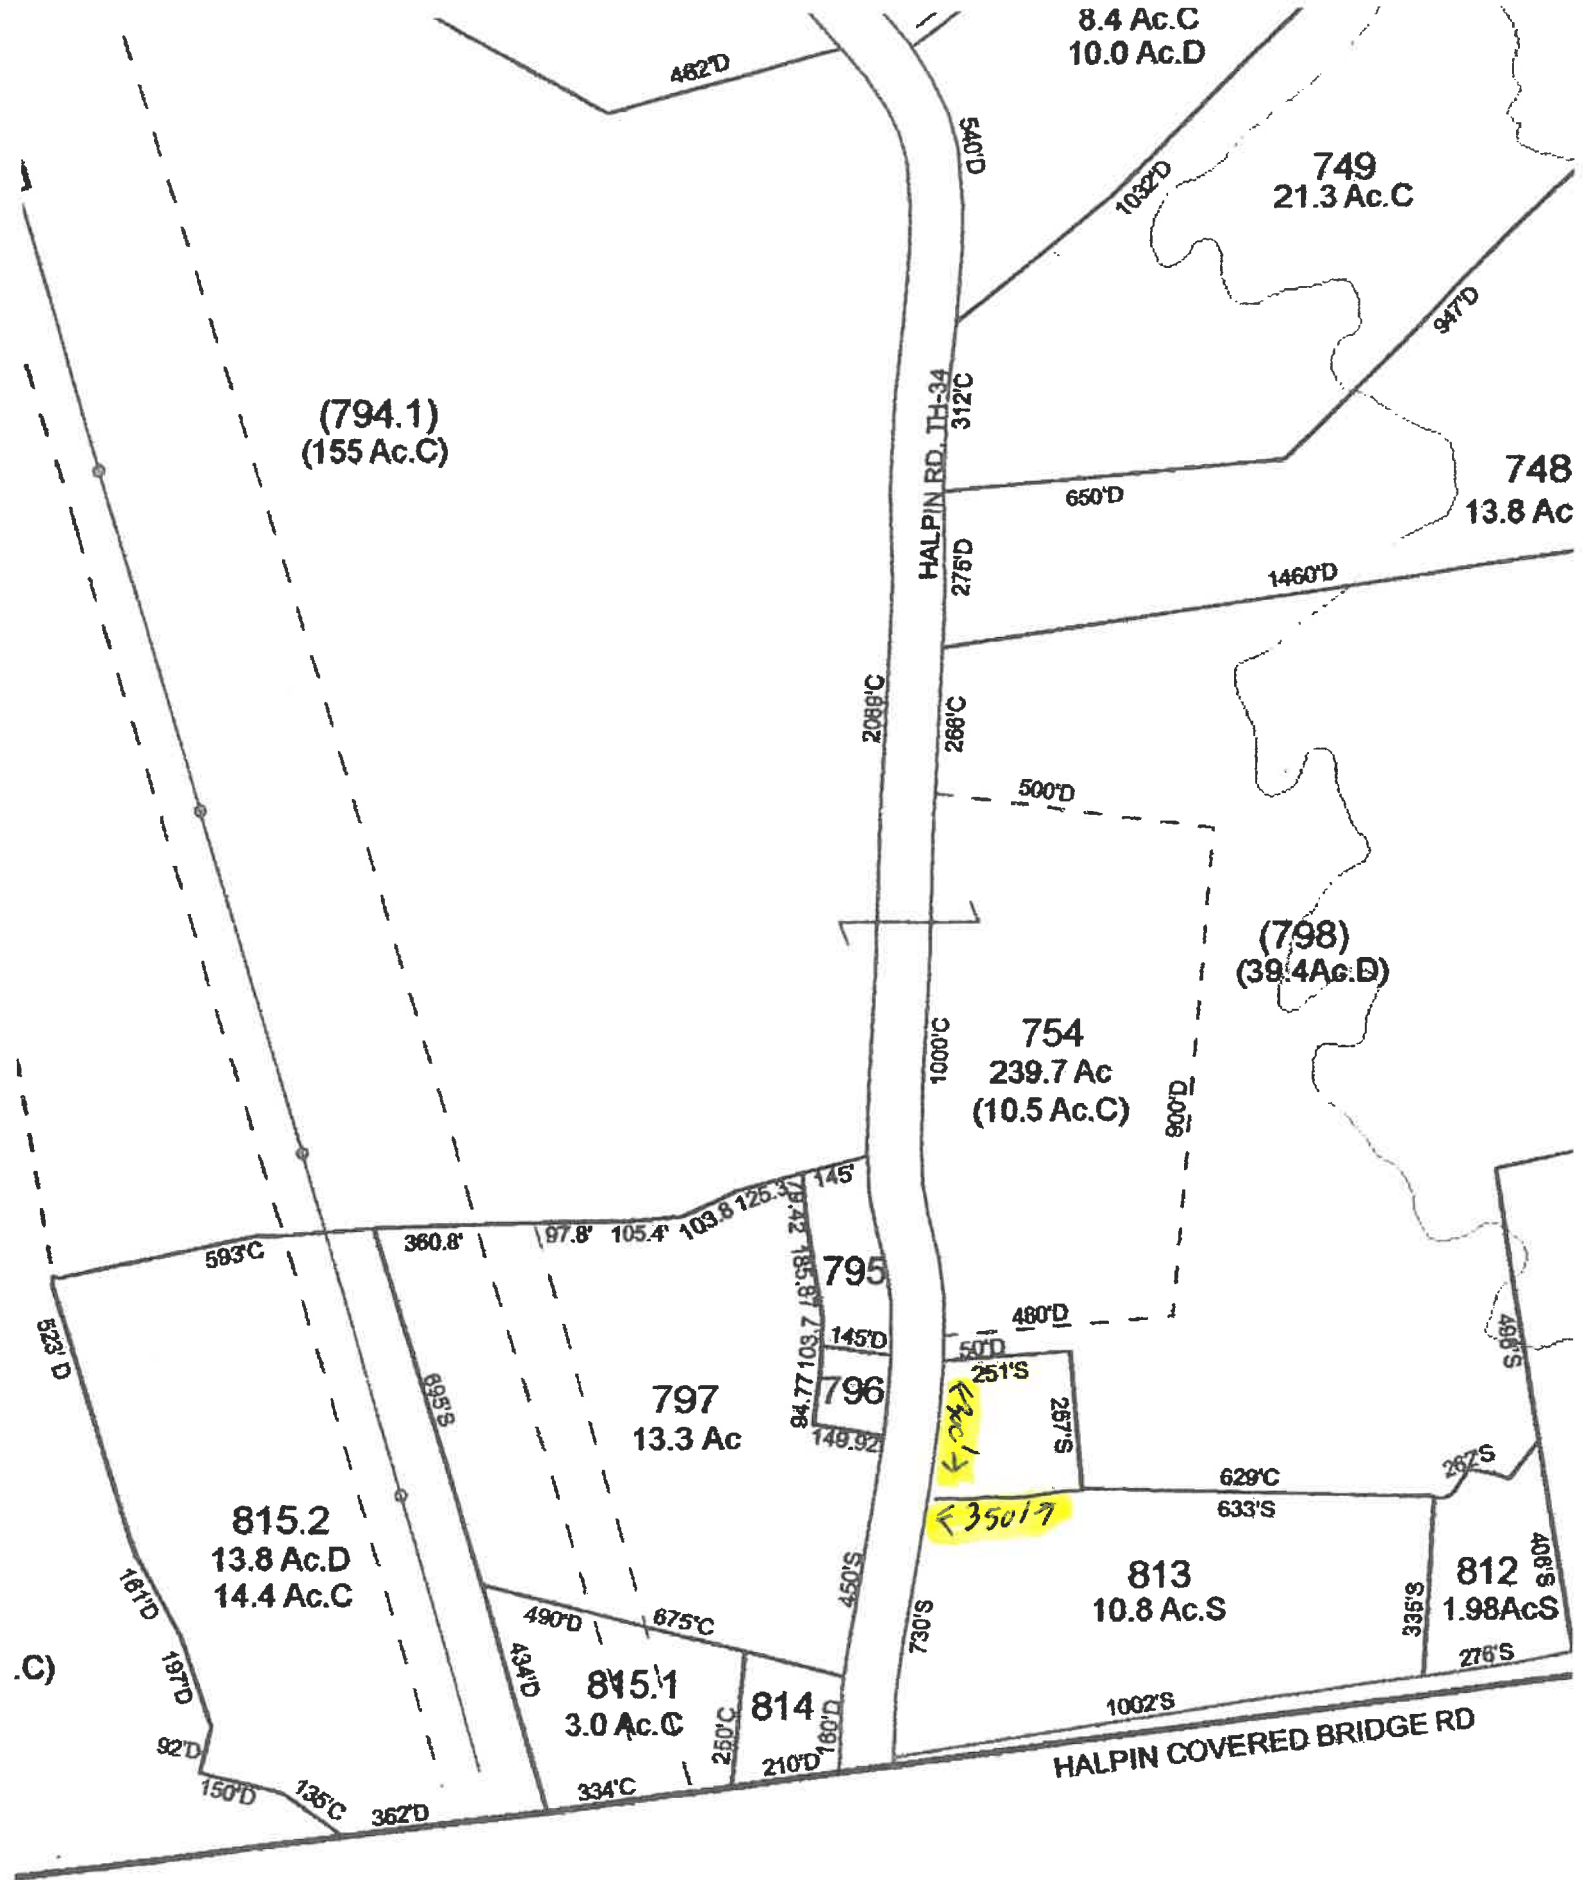 8.4 Ac.C
10.0 Ac.D
462'D
540'D
1032'D
749
21.3 Ac.C
947'D
(794.1)
(155 Ac.C)
HALPIN RD. TH-34
312'C
650'D
748
13.8 Ac
275'D
1460'D
2089'C
266'C
500'D
(798)
(39.4Ac.D)
754
239.7 Ac
(10.5 Ac.C)
1000'C
900'D
145'
125.3
103.8
105.4'
97.8'
360.8'
593'C
79.42
185.87
103.7
94.77
795
145'D
796
149.92
480'D
50'D
251'S
267'S
496'S
523' D
695'S
797
13.3 Ac
350'
629'C
633'S
262'S
815.2
13.8 Ac.D
14.4 Ac.C
813
10.8 Ac.S
812
1.98AcS
406'S
335'S
276'S
450'S
730'S
161'D
197'D
490'D
675'C
434'D
.C)
815.1
3.0 Ac.C
814
250'C
160'D
210'D
1002'S
HALPIN COVERED BRIDGE RD
92'D
150'D
135'C
362'D
334'C